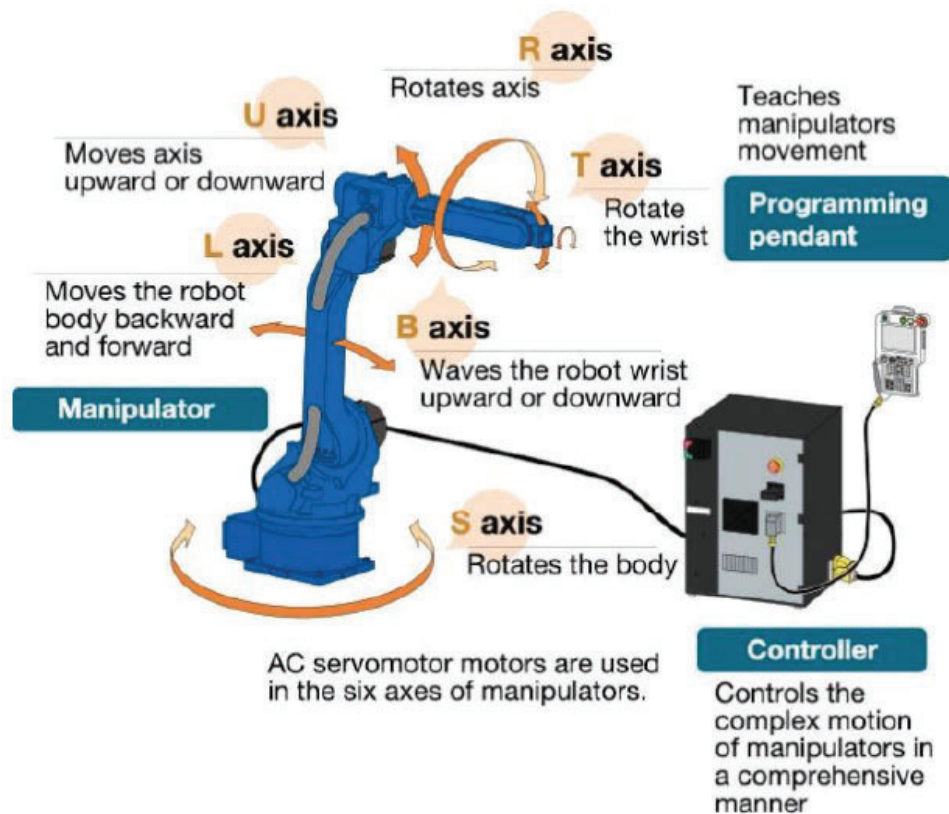 R axis
Rotates axis
U axis
Moves axis
upward or downward
T axis
Rotate
the wrist
Teaches
manipulators
movement
Programming
pendant
L axis
Moves the robot
body backward
and forward
B axis
Waves the robot wrist
upward or downward
Manipulator
S axis
Rotates the body
AC servomotor motors are used
in the six axes of manipulators.
Controller
Controls the
complex motion
of manipulators in
a comprehensive
manner